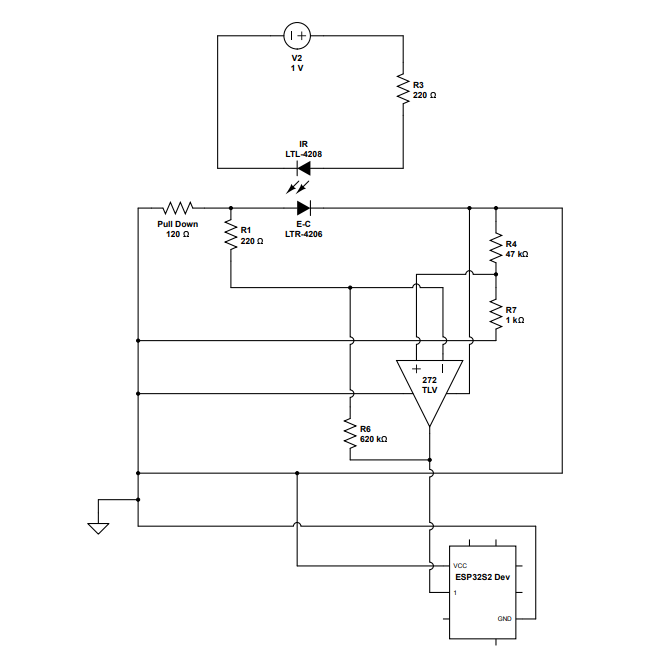 V2
1 V
R3
220 Ω
IR
LTL-4208
Pull Down
120 Ω
R1
220 Ω
E-C
LTR-4206
R4
47 kΩ
R7
1 kΩ
272
TLV
R6
620 kΩ
VCC
ESP32S2 Dev
1
GND